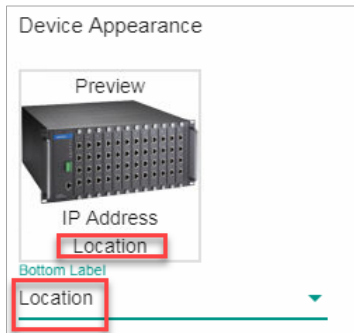 Device Appearance
Preview
IP Address
Location
Bottom Label
Location